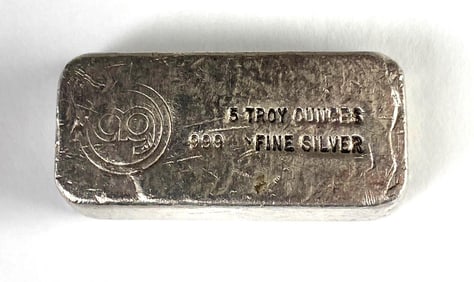 5 TROY OUNCES
999 FINE SILVER